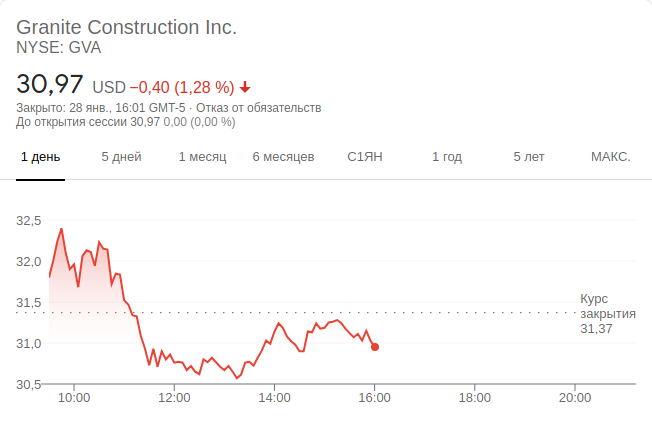 Granite Construction Inc.
NYSE: GVA
30,97 USD −0,40 (1,28 %)
Закрыто: 28 янв., 16:01 GMT-5 · Отказ от обязательств
До открытия сессии 30,97 0,00 (0,00 %)
1 день 5 дней 1 месяц 6 месяцев С1ЯН 1 год 5 лет МАКС.
32,5
32,0
31,5
31,0
30,5
Курс
закрытия
31,37
10:00 12:00 14:00 16:00 18:00 20:00